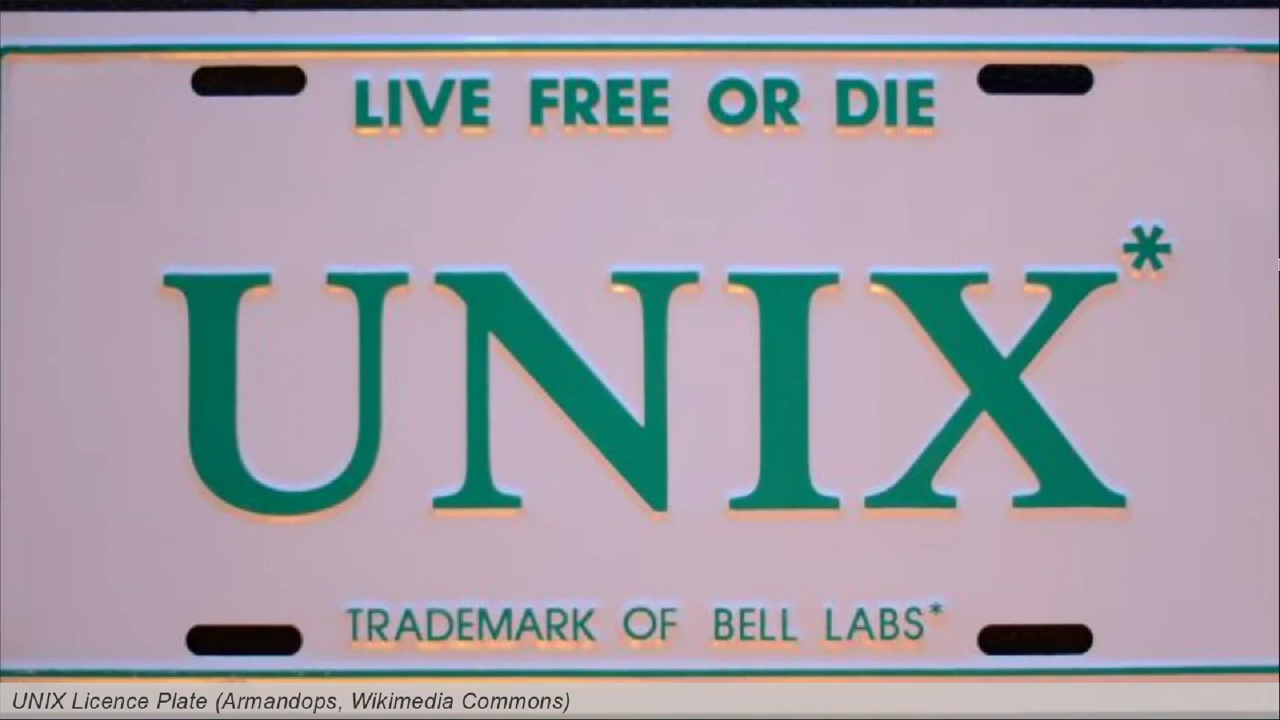 LIVE FREE OR DIE
UNIX*
TRADEMARK OF BELL LABS*
UNIX Licence Plate (Armandops, Wikimedia Commons)